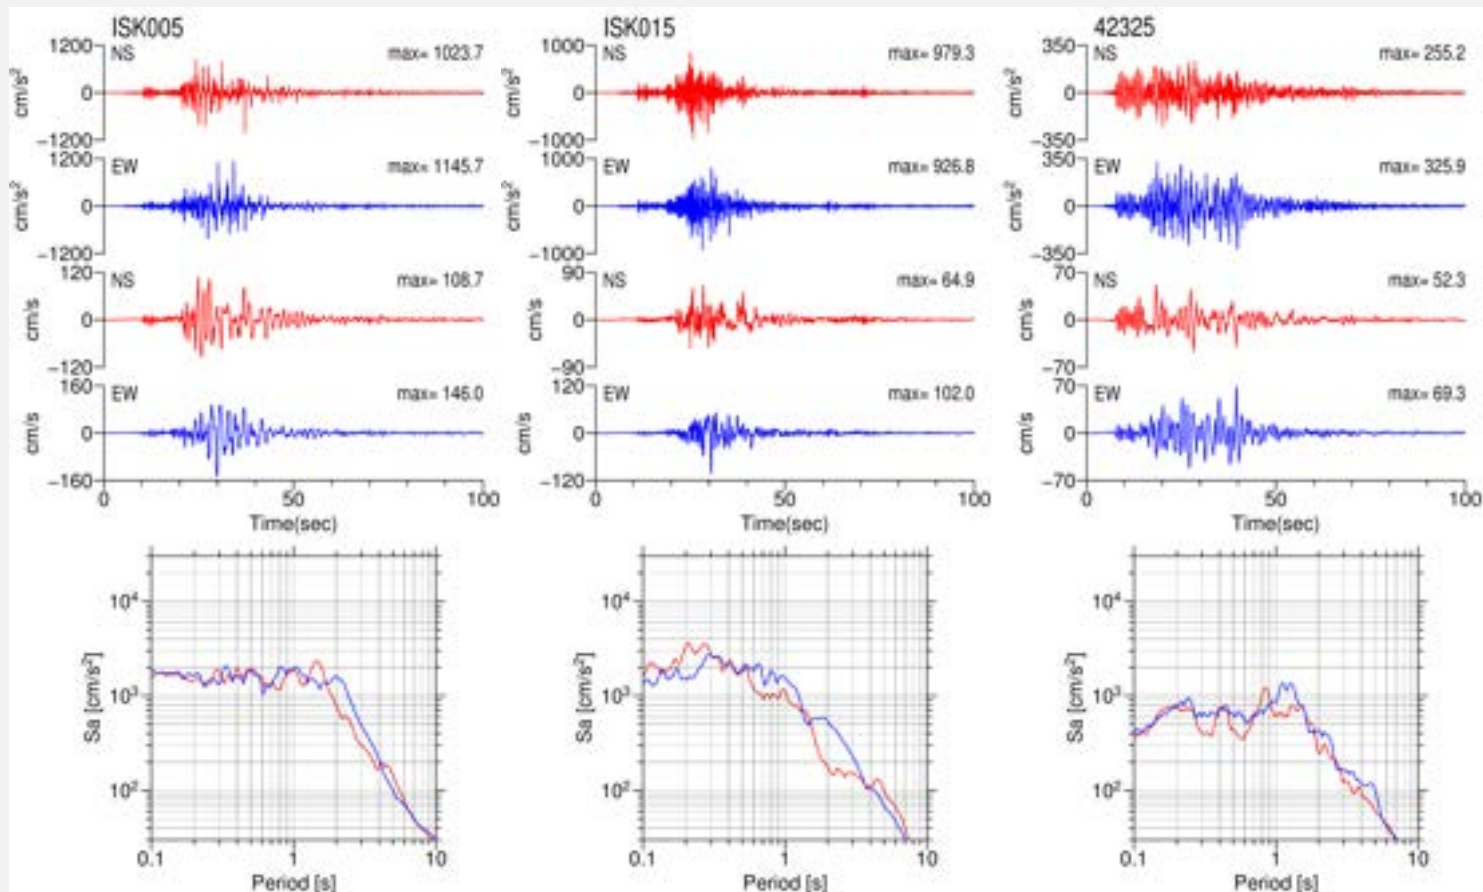 ISK005
1200
NS
max= 1023.7
cm/s²
0
−1200
1200
EW
max= 1145.7
cm/s²
0
−1200
120
NS
max= 108.7
cm/s
0
−120
160
EW
max= 146.0
cm/s
0
−160
0
50
100
Time(sec)
ISK015
1000
NS
max= 979.3
cm/s²
0
−1000
1000
EW
max= 926.8
cm/s²
0
−1000
90
NS
max= 64.9
cm/s
0
−90
120
EW
max= 102.0
cm/s
0
−120
0
50
100
Time(sec)
42325
350
NS
max= 255.2
cm/s²
0
−350
350
EW
max= 325.9
cm/s²
0
−350
70
NS
max= 52.3
cm/s
0
−70
70
EW
max= 69.3
cm/s
0
−70
0
50
100
Time(sec)
10⁴
10³
10²
Sa [cm/s²]
0.1
1
10
Period [s]
10⁴
10³
10²
Sa [cm/s²]
0.1
1
10
Period [s]
10⁴
10³
10²
Sa [cm/s²]
0.1
1
10
Period [s]